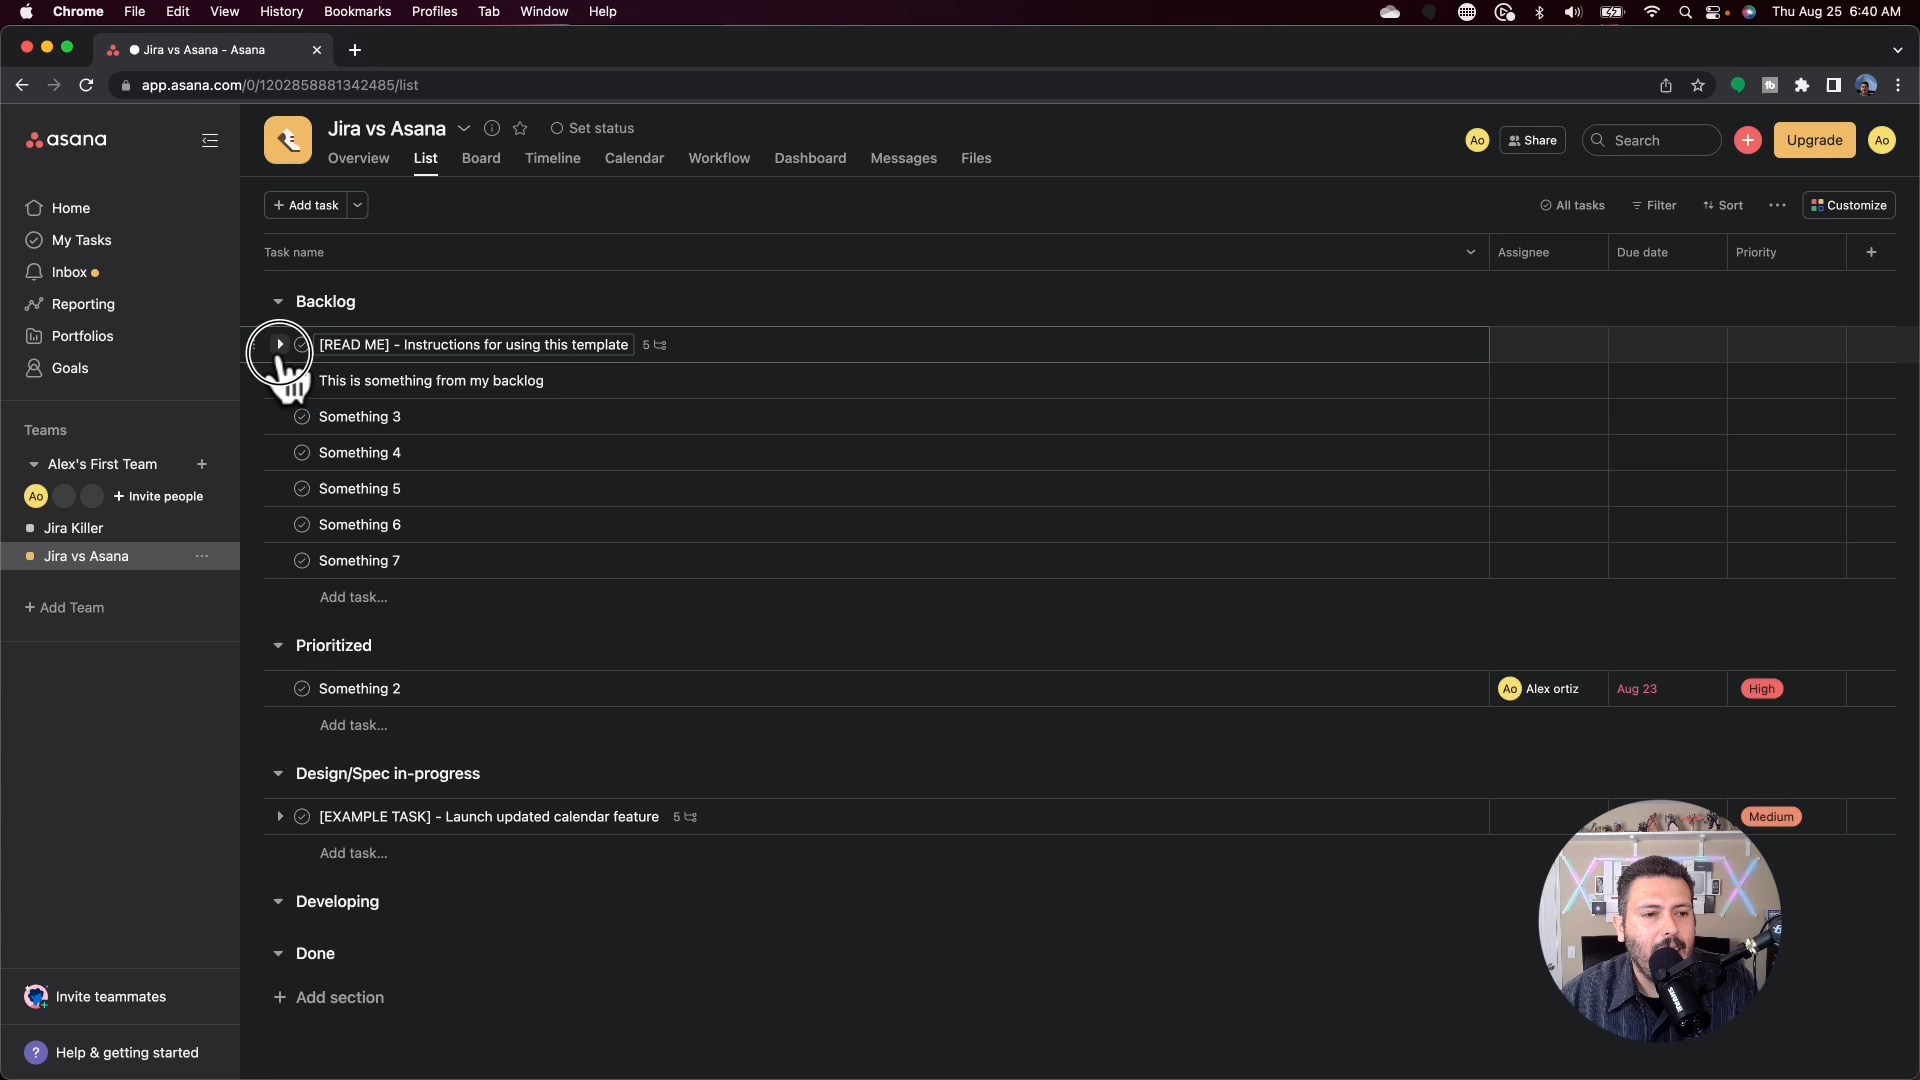 Chrome File Edit View History Bookmarks Profiles Tab Window Help Thu Aug 25 6:40 AM
Jira vs Asana - Asana
app.asana.com/0/1202858881342485/list
asana
Jira vs Asana Set status
Overview List Board Timeline Calendar Workflow Dashboard Messages Files
Ao Share Search Upgrade Ao
+ Add task All tasks Filter Sort Customize
Task name Assignee Due date Priority
Home
My Tasks
Inbox
Reporting
Portfolios
Goals
Teams
Alex's First Team
Ao + Invite people
Jira Killer
Jira vs Asana
+ Add Team
Invite teammates
? Help & getting started
Backlog
[READ ME] - Instructions for using this template 5
This is something from my backlog
Something 3
Something 4
Something 5
Something 6
Something 7
Add task...
Prioritized
Something 2 Ao Alex ortiz Aug 23 High
Add task...
Design/Spec in-progress
[EXAMPLE TASK] - Launch updated calendar feature 5 Medium
Add task...
Developing
Done
+ Add section